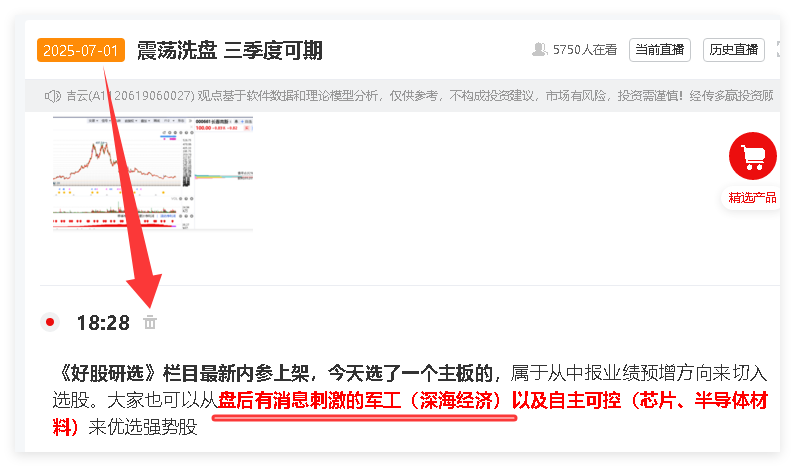 2025-07-01 震荡洗盘 三季度可期 5750人在看 当前直播 历史直播
吉云(A1120619060027) 观点基于软件数据和理论模型分析，仅供参考，不构成投资建议，市场有风险，投资需谨慎！经传多赢投资顾
精选产品
18:28
《好股研选》栏目最新内参上架，今天选了一个主板的，属于从中报业绩预增方向来切入
选股。大家也可以从盘后有消息刺激的军工（深海经济）以及自主可控（芯片、半导体材
料）来优选强势股